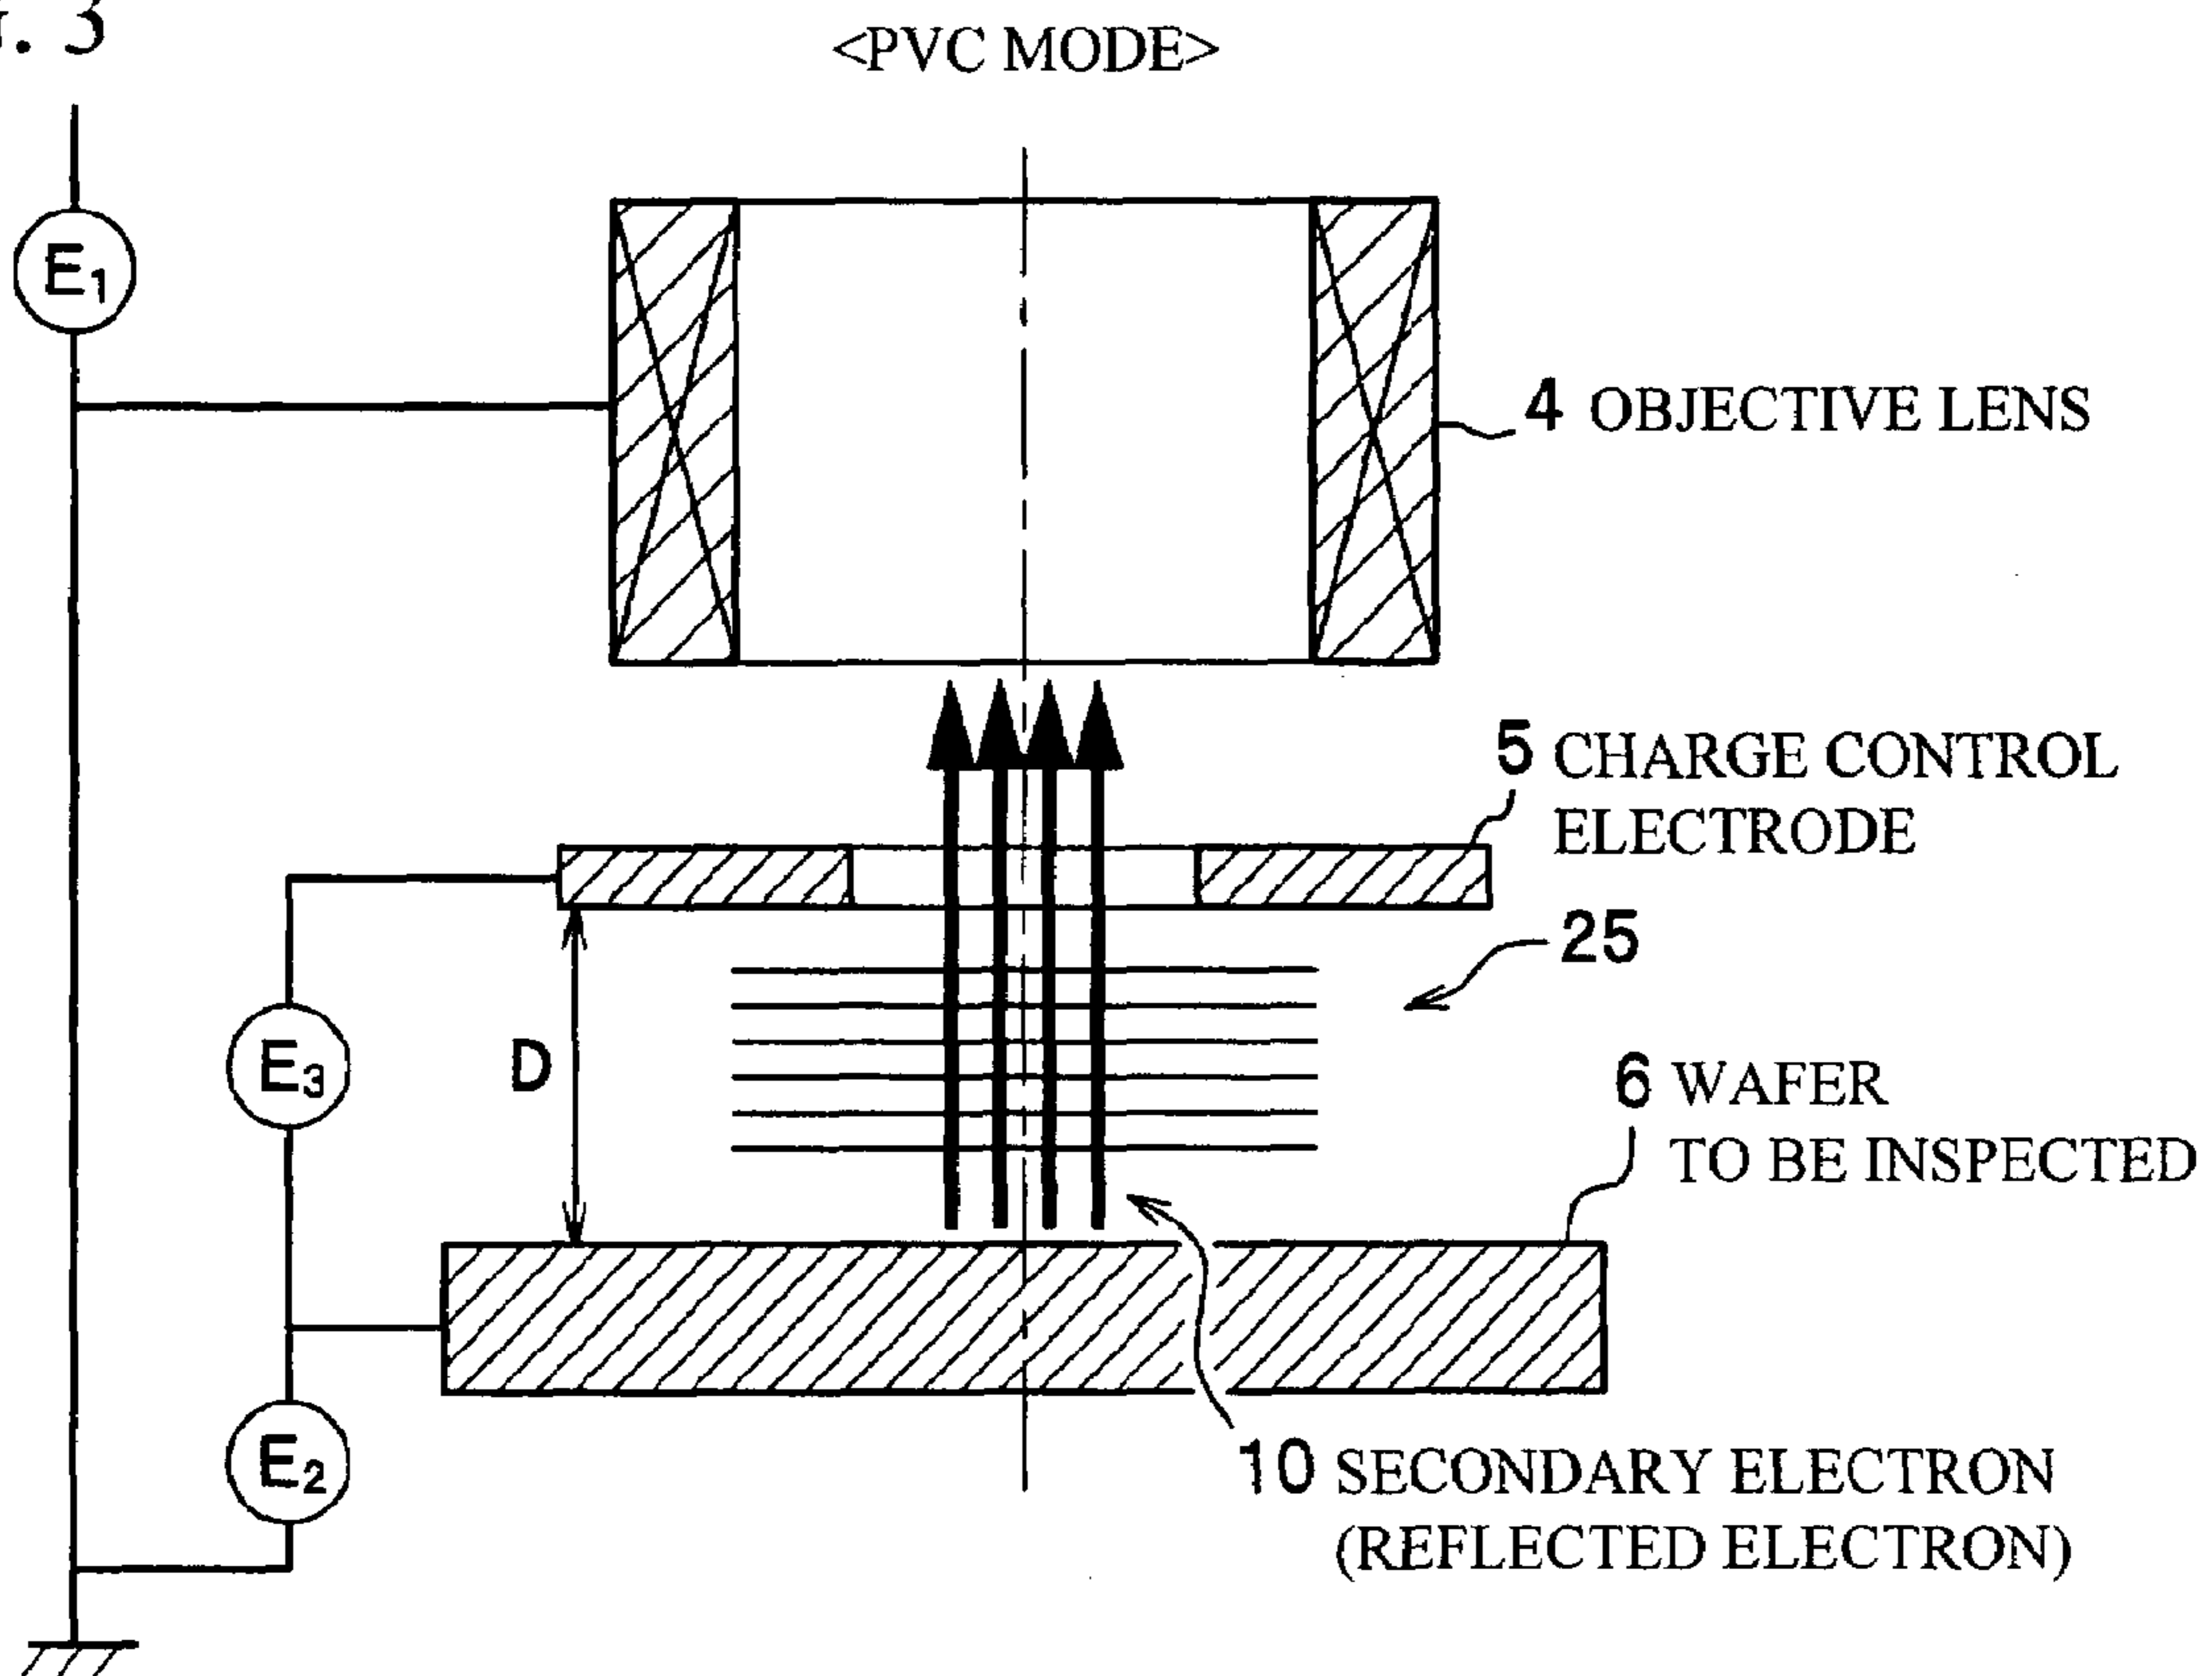 . 3
<PVC MODE>
E1
4 OBJECTIVE LENS
5 CHARGE CONTROL
ELECTRODE
25
E3
D
6 WAFER
TO BE INSPECTED
E2
10 SECONDARY ELECTRON
(REFLECTED ELECTRON)